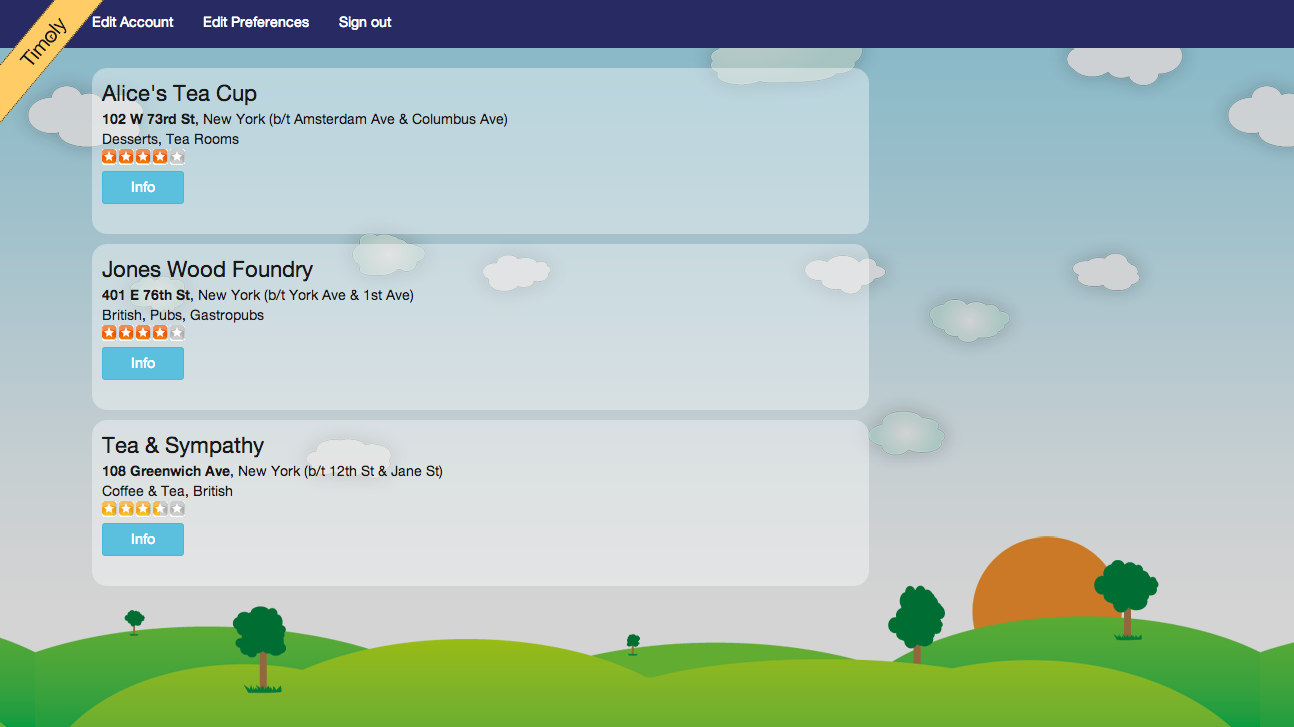 Timoly
Edit Account Edit Preferences Sign out
Alice's Tea Cup
102 W 73rd St, New York (b/t Amsterdam Ave & Columbus Ave)
Desserts, Tea Rooms
Info
Jones Wood Foundry
401 E 76th St, New York (b/t York Ave & 1st Ave)
British, Pubs, Gastropubs
Info
Tea & Sympathy
108 Greenwich Ave, New York (b/t 12th St & Jane St)
Coffee & Tea, British
Info